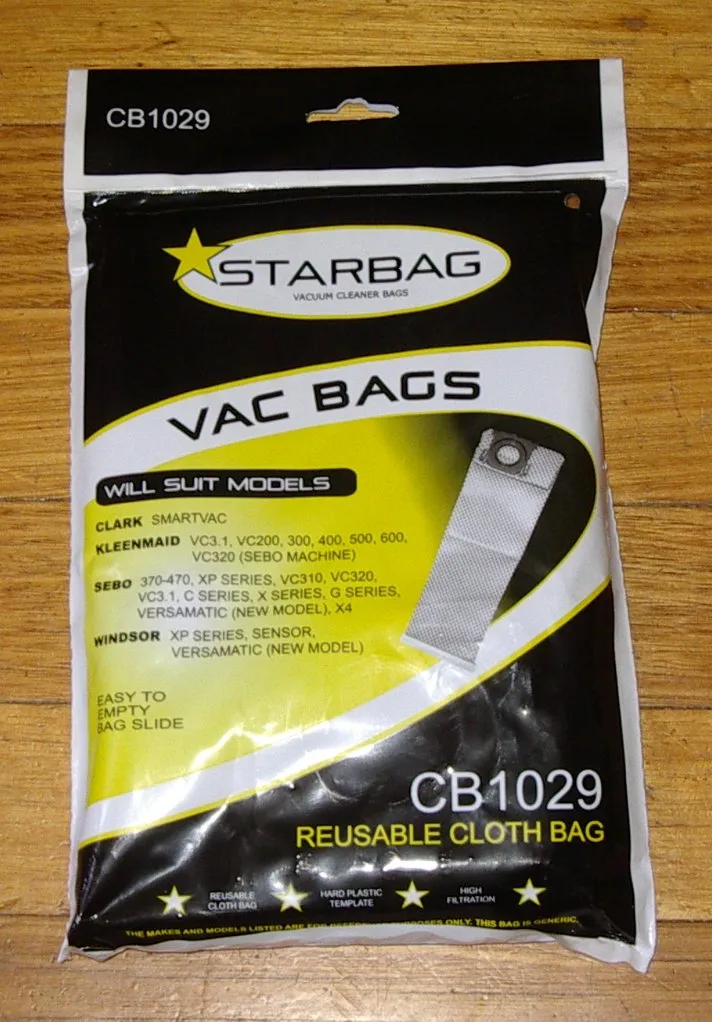 CB1029
STARBAG
VACUUM CLEANER BAGS
VAC BAGS
WILL SUIT MODELS
CLARK SMARTVAC
KLEENMAID VC3.1, VC200, 300, 400, 500, 600,
VC320 (SEBO MACHINE)
SEBO 370-470, XP SERIES, VC310, VC320,
VC3.1, C SERIES, X SERIES, G SERIES,
VERSAMATIC (NEW MODEL), X4
WINDSOR XP SERIES, SENSOR,
VERSAMATIC (NEW MODEL)
EASY TO
EMPTY
BAG SLIDE
CB1029
REUSABLE CLOTH BAG
REUSABLE
CLOTH BAG
HARD PLASTIC
TEMPLATE
HIGH
FILTRATION
THE MAKES AND MODELS LISTED ARE FOR REFERENCE PURPOSES ONLY. THIS BAG IS GENERIC.